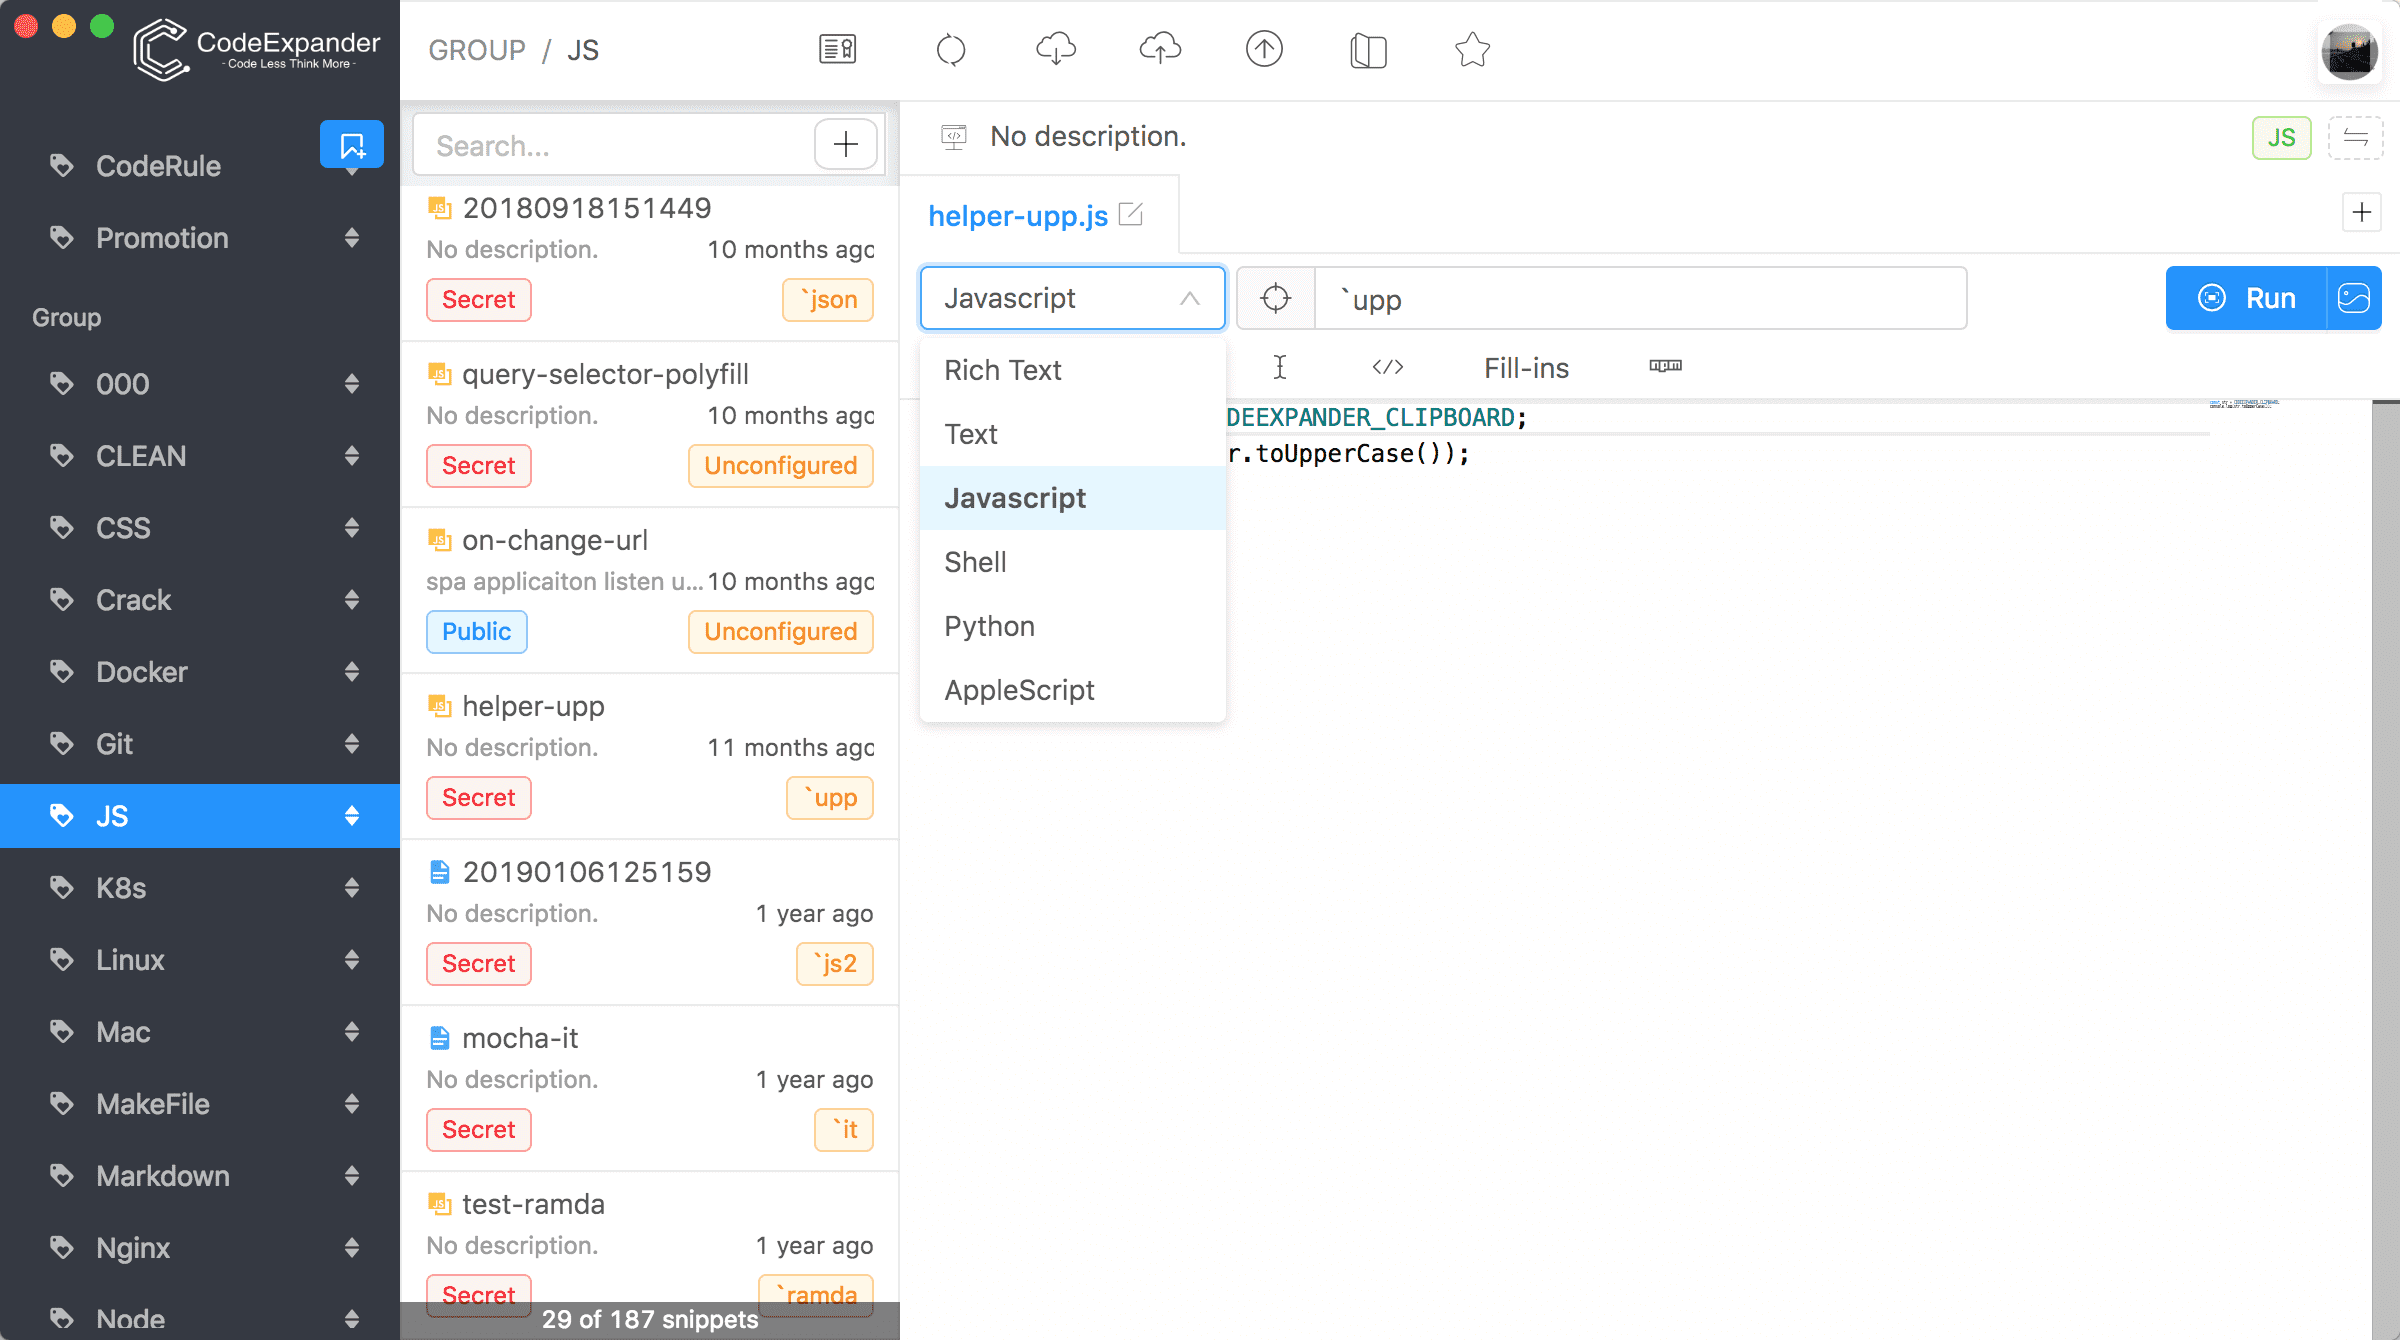 CodeExpander
- Code Less Think More -
CodeRule
Promotion
Group
000
CLEAN
CSS
Crack
Docker
Git
JS
K8s
Linux
Mac
MakeFile
Markdown
Nginx
Node
GROUP / JS
Search...
20180918151449
No description. 10 months ago
Secret `json
query-selector-polyfill
No description. 10 months ago
Secret Unconfigured
on-change-url
spa applicaiton listen u... 10 months ago
Public Unconfigured
helper-upp
No description. 11 months ago
Secret `upp
20190106125159
No description. 1 year ago
Secret `js2
mocha-it
No description. 1 year ago
Secret `it
test-ramda
No description. 1 year ago
Secret `ramda
29 of 187 snippets
No description. JS
helper-upp.js
Javascript `upp Run
Fill-ins
Rich Text
Text
Javascript
Shell
Python
AppleScript
DEEXPANDER_CLIPBOARD;
r.toUpperCase());